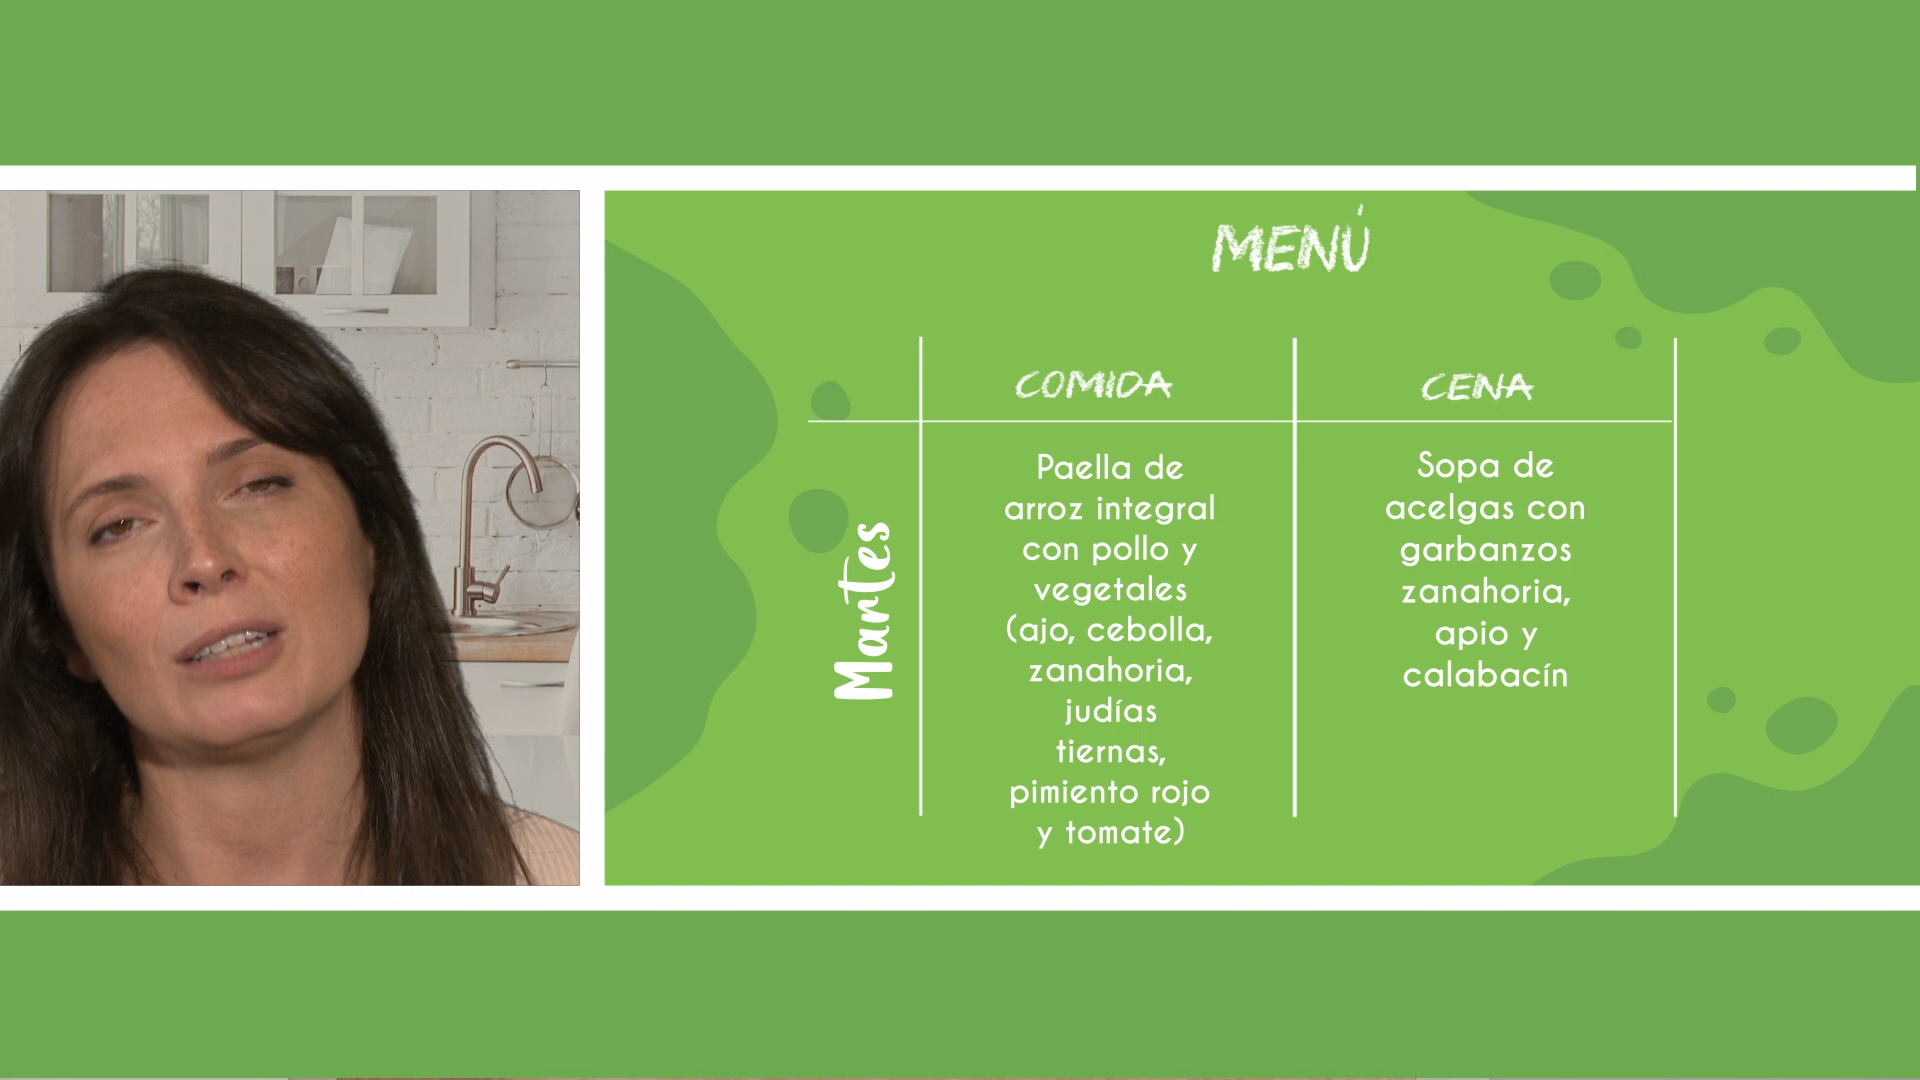 MENÚ
COMIDA
CENA
Martes
Paella de
arroz integral
con pollo y
vegetales
(ajo, cebolla,
zanahoria,
judías
tiernas,
pimiento rojo
y tomate)
Sopa de
acelgas con
garbanzos
zanahoria,
apio y
calabacín